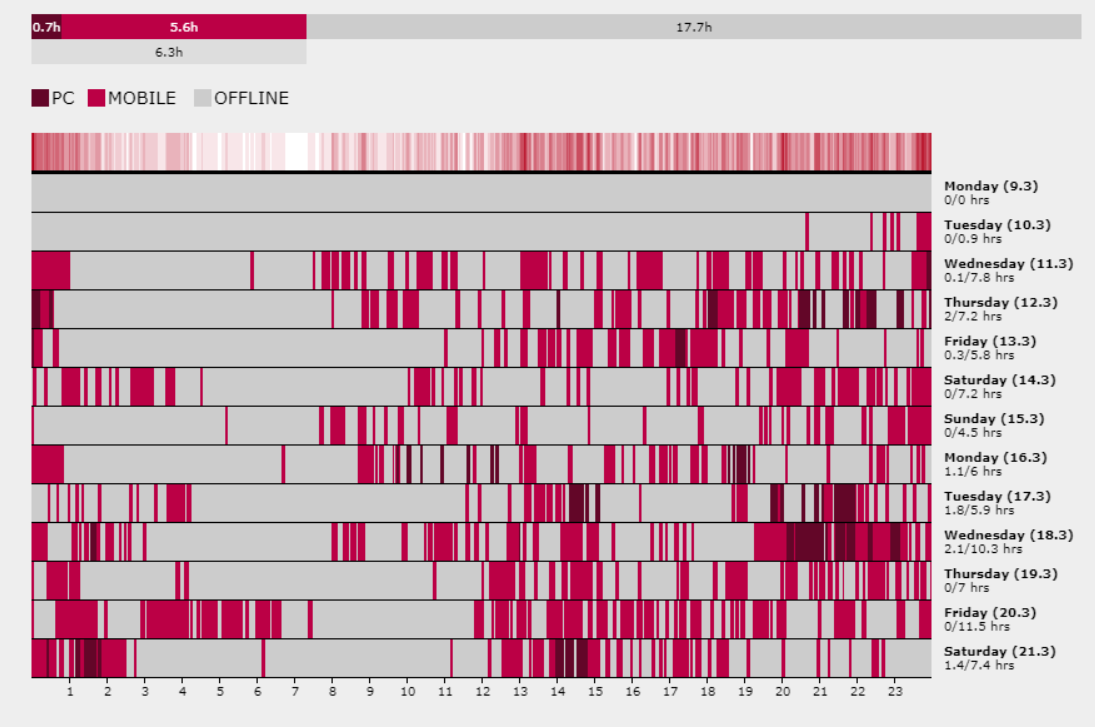 0.7h 5.6h 17.7h
6.3h
PC MOBILE OFFLINE
Monday (9.3)
0/0 hrs
Tuesday (10.3)
0/0.9 hrs
Wednesday (11.3)
0.1/7.8 hrs
Thursday (12.3)
2/7.2 hrs
Friday (13.3)
0.3/5.8 hrs
Saturday (14.3)
0/7.2 hrs
Sunday (15.3)
0/4.5 hrs
Monday (16.3)
1.1/6 hrs
Tuesday (17.3)
1.8/5.9 hrs
Wednesday (18.3)
2.1/10.3 hrs
Thursday (19.3)
0/7 hrs
Friday (20.3)
0/11.5 hrs
Saturday (21.3)
1.4/7.4 hrs
1 2 3 4 5 6 7 8 9 10 11 12 13 14 15 16 17 18 19 20 21 22 23